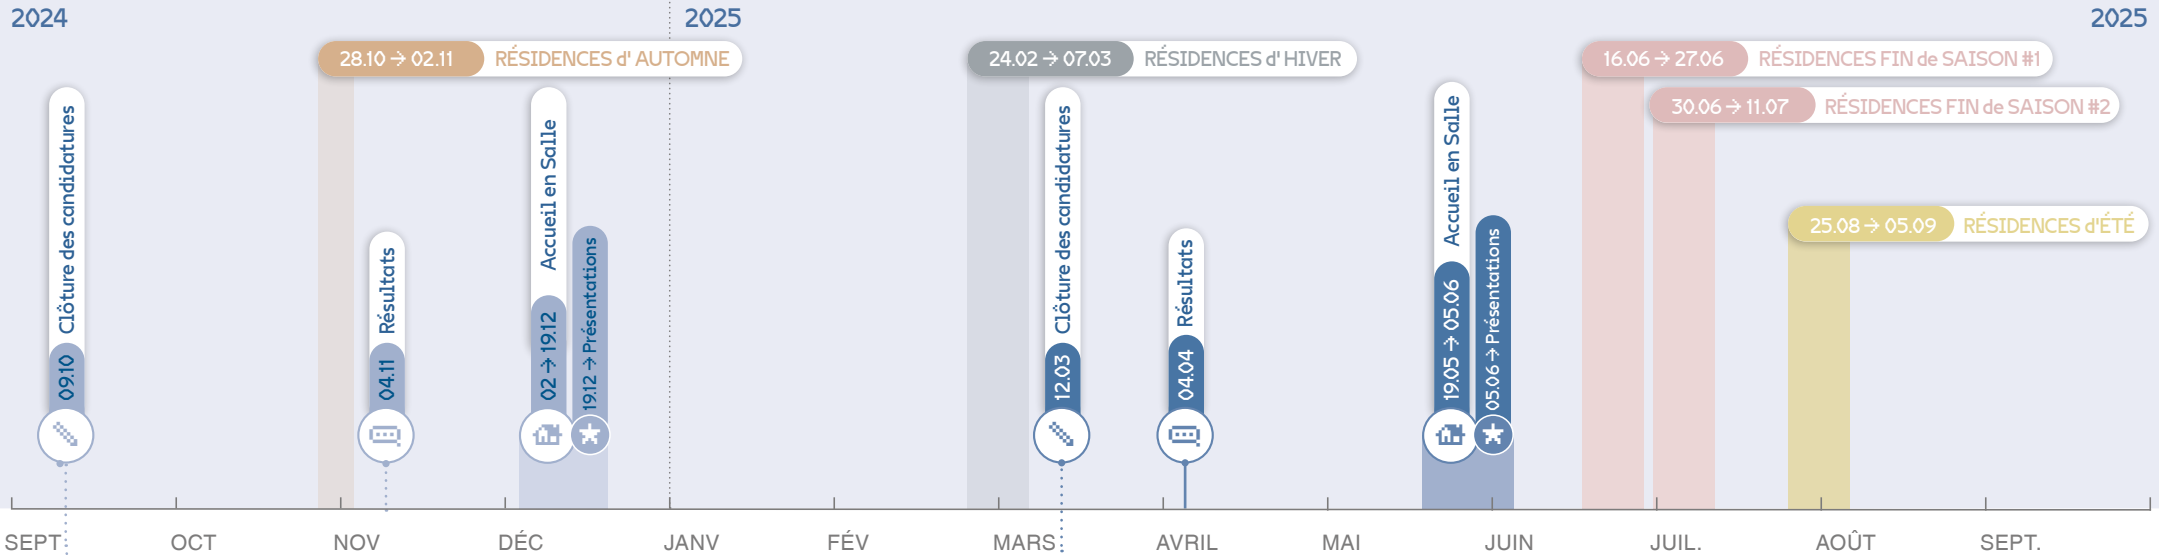 2024
2025
2025
28.10 → 02.11 RÉSIDENCES d' AUTOMNE
24.02 → 07.03 RÉSIDENCES d' HIVER
16.06 → 27.06 RÉSIDENCES FIN de SAISON #1
30.06 → 11.07 RÉSIDENCES FIN de SAISON #2
25.08 → 05.09 RÉSIDENCES d'ÉTÉ
09.10 Clôture des candidatures
04.11 Résultats
02 → 19.12 Accueil en Salle
19.12 → Présentations
12.03 Clôture des candidatures
04.04 Résultats
19.05 → 05.06 Accueil en Salle
05.06 → Présentations
SEPT
OCT
NOV
DÉC
JANV
FÉV
MARS
AVRIL
MAI
JUIN
JUIL.
AOÛT
SEPT.